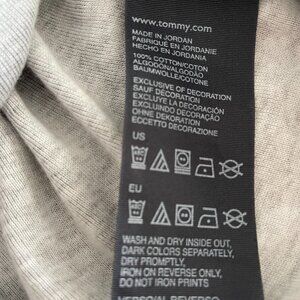 www.tommy.com
MADE IN JORDAN
FABRIQUÉ EN JORDANIE
HECHO EN JORDANIA
100% COTTON/COTON
ALGODÓN/ALGODÃO
BAUMWOLLE/COTONE
EXCLUSIVE OF DECORATION
SAUF DÉCORATION
EXCLUYE LA DECORACIÓN
EXCLUINDO DECORAÇÃO
OHNE DEKORATION
ECCETTO DECORAZIONE
US
EU
WASH AND DRY INSIDE OUT,
DARK COLORS SEPARATELY,
DRY PROMPTLY,
IRON ON REVERSE ONLY,
DO NOT IRON PRINTS